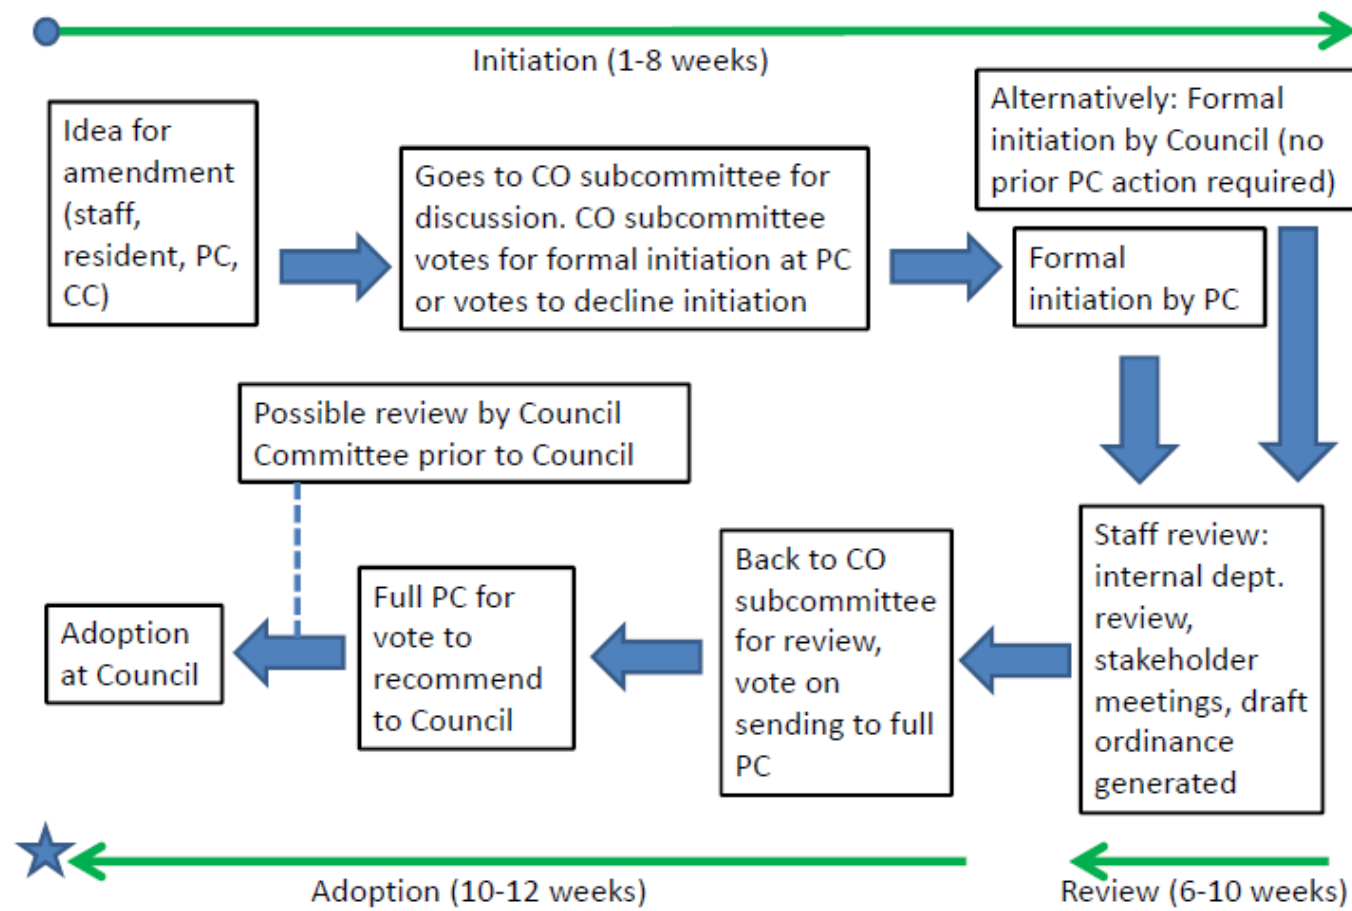 Initiation (1-8 weeks)
Idea for
amendment
(staff,
resident, PC,
CC)
Goes to CO subcommittee for
discussion. CO subcommittee
votes for formal initiation at PC
or votes to decline initiation
Alternatively: Formal
initiation by Council (no
prior PC action required)
Formal
initiation by PC
Staff review:
internal dept.
review,
stakeholder
meetings, draft
ordinance
generated
Back to CO
subcommittee
for review,
vote on
sending to full
PC
Full PC for
vote to
recommend
to Council
Possible review by Council
Committee prior to Council
Adoption
at Council
Adoption (10-12 weeks)
Review (6-10 weeks)